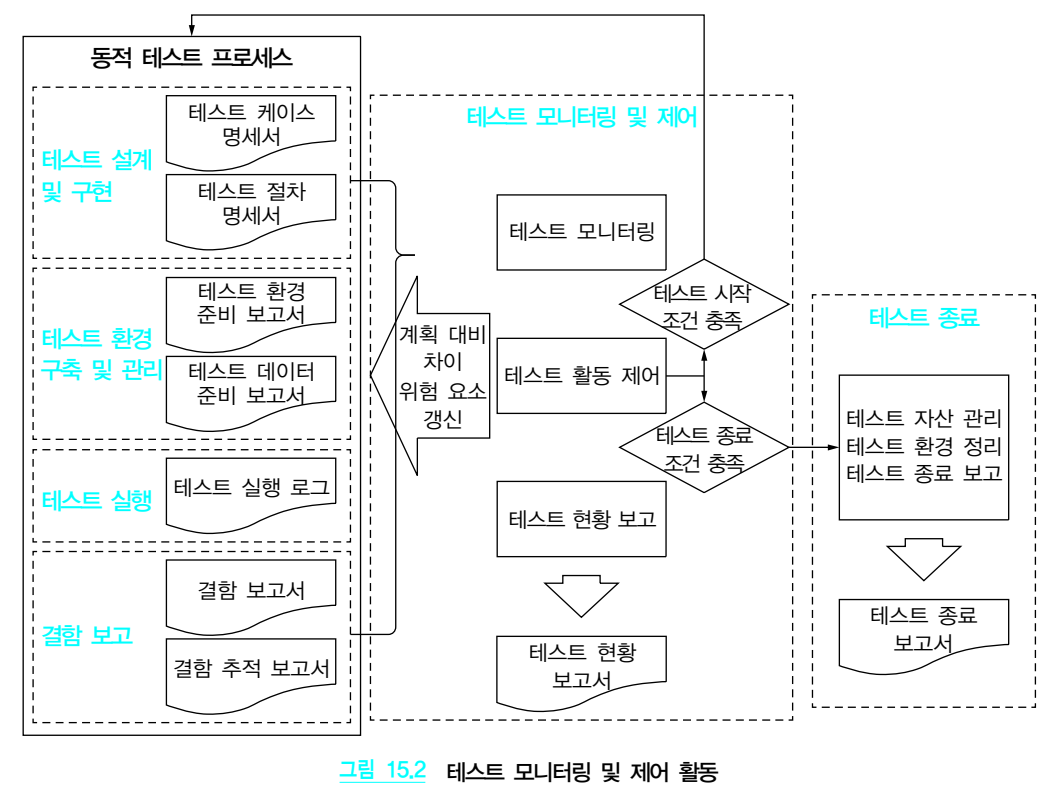 동적 테스트 프로세스
테스트 설계
및 구현
테스트 케이스
명세서
테스트 절차
명세서
테스트 환경
구축 및 관리
테스트 환경
준비 보고서
테스트 데이터
준비 보고서
테스트 실행
테스트 실행 로그
결함 보고
결함 보고서
결함 추적 보고서
계획 대비
차이
위험 요소
갱신
테스트 모니터링 및 제어
테스트 모니터링
테스트 시작
조건 충족
테스트 활동 제어
테스트 종료
조건 충족
테스트 현황 보고
테스트 현황
보고서
테스트 종료
테스트 자산 관리
테스트 환경 정리
테스트 종료 보고
테스트 종료
보고서
그림 15.2 테스트 모니터링 및 제어 활동